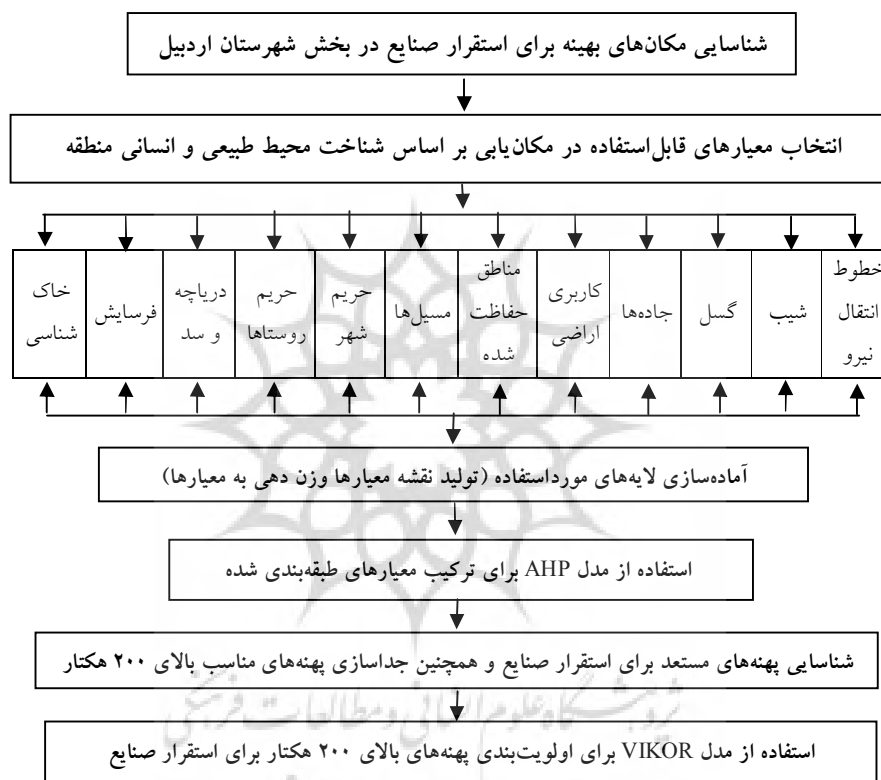 شناسایی مکان‌های بهینه برای استقرار صنایع در بخش شهرستان اردبیل
انتخاب معیارهای قابل‌استفاده در مکان‌یابی بر اساس شناخت محیط طبیعی و انسانی منطقه
خطوط
انتقال
نیرو
شیب
گسل
جاده‌ها
کاربری
اراضی
مناطق
حفاظت
شده
مسیل‌ها
حریم
شهر
حریم
روستاها
دریاچه
و سد
فرسایش
خاک
شناسی
آماده‌سازی لایه‌های مورداستفاده (تولید نقشه معیارها وزن دهی به معیارها)
استفاده از مدل AHP برای ترکیب معیارهای طبقه‌بندی شده
شناسایی پهنه‌های مستعد برای استقرار صنایع و همچنین جداسازی پهنه‌های مناسب بالای ۲۰۰ هکتار
پژوهشگاه علوم انسانی و مطالعات فرهنگی
استفاده از مدل VIKOR برای اولویت‌بندی پهنه‌های بالای ۲۰۰ هکتار برای استقرار صنایع